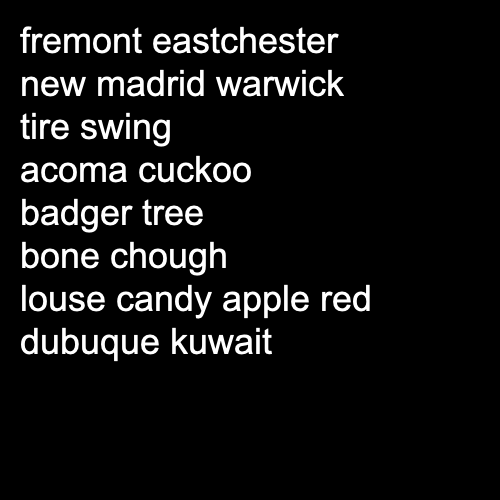 fremont eastchester
new madrid warwick
tire swing
acoma cuckoo
badger tree
bone chough
louse candy apple red
dubuque kuwait